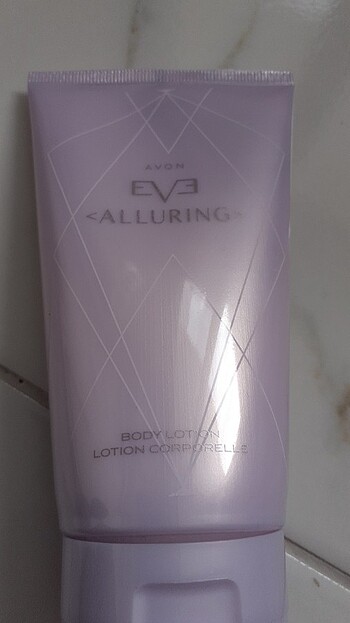 AVON
EVE
<ALLURING>
BODY LOTION
LOTION CORPORELLE